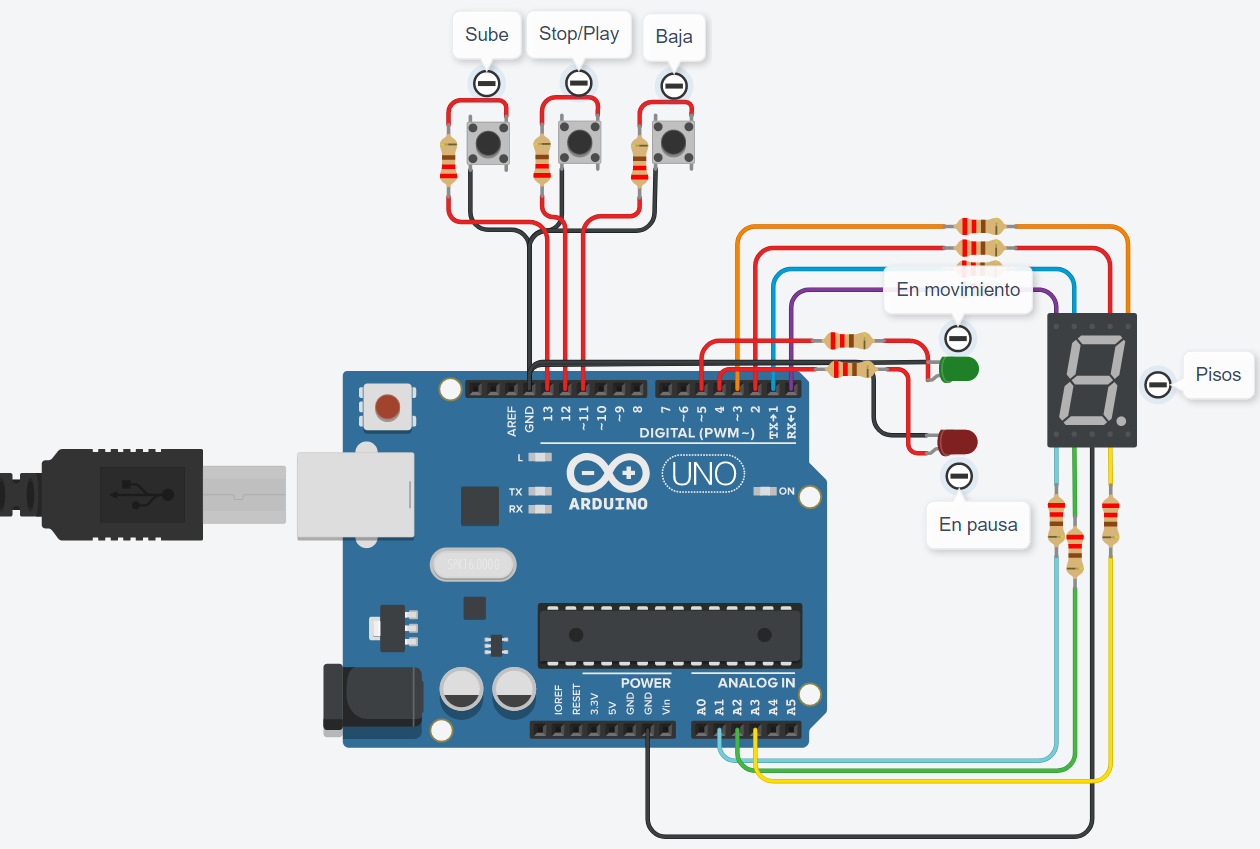 Sube
Stop/Play
Baja
En movimiento
Pisos
En pausa
AREF
GND
13
12
~11
~10
~9
8
7
~6
~5
4
~3
2
TX→1
RX←0
DIGITAL (PWM~)
L
TX
RX
ARDUINO
UNO
ON
SPK16.000G
POWER
ANALOG IN
IOREF
RESET
3.3V
5V
GND
GND
Vin
A0
A1
A2
A3
A4
A5